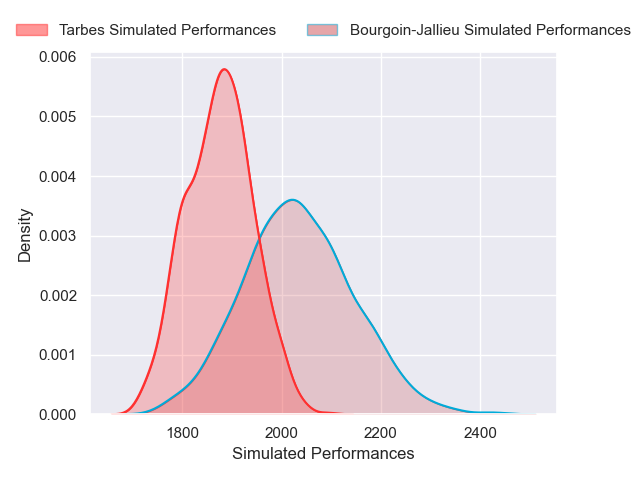 Tarbes Simulated Performances
Bourgoin-Jallieu Simulated Performances
0.006
0.005
0.004
0.003
0.002
0.001
0.000
Density
1800
2000
2200
2400
Simulated Performances